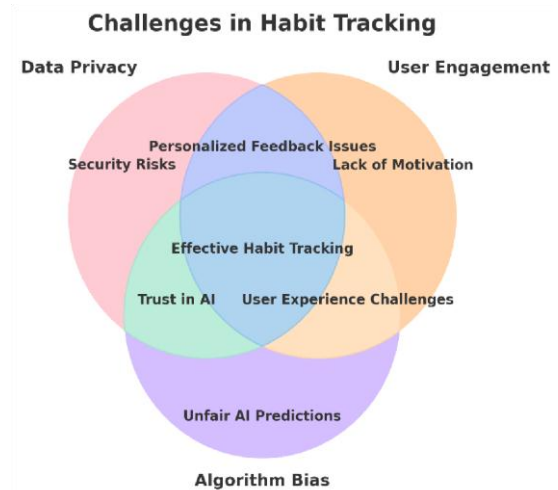 Challenges in Habit Tracking
Data Privacy
User Engagement
Personalized Feedback Issues
Security Risks
Lack of Motivation
Effective Habit Tracking
Trust in AI
User Experience Challenges
Unfair AI Predictions
Algorithm Bias